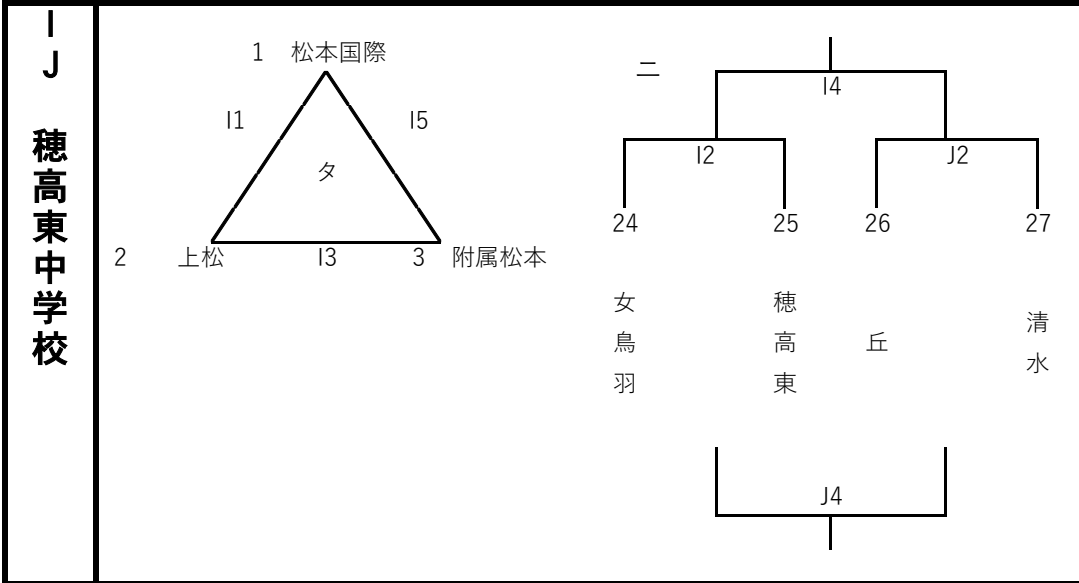 IJ 穂高東中学校
1 松本国際
I1 I5
タ
2 上松 I3 3 附属松本
ニ
I4
I2 J2
24 25 26 27
女鳥羽
穂高東
丘
清水
J4